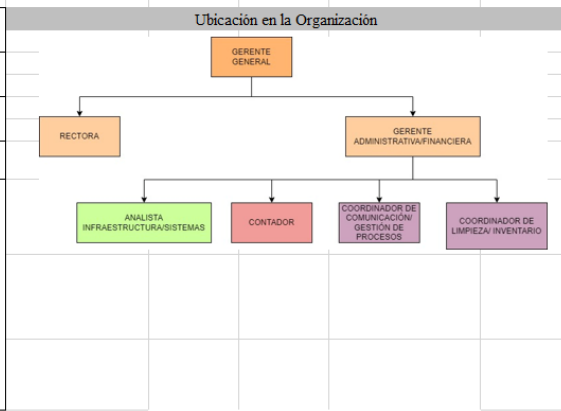 Ubicación en la Organización
GERENTE
GENERAL
RECTORA
GERENTE
ADMINISTRATIVA/FINANCIERA
ANALISTA
INFRAESTRUCTURA/SISTEMAS
CONTADOR
COORDINADOR DE
COMUNICACIÓN/
GESTIÓN DE
PROCESOS
COORDINADOR DE
LIMPIEZA/ INVENTARIO